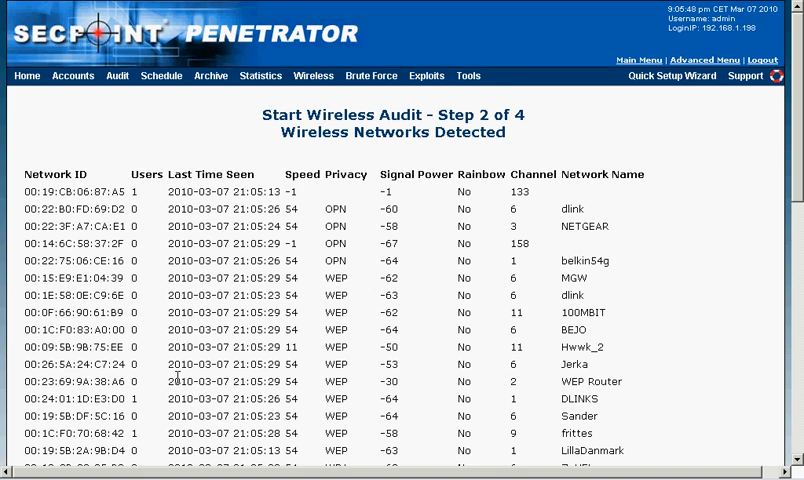 SECPOINT PENETRATOR
9:05:48 pm CET Mar 07 2010
Username: admin
LoginIP: 192.168.1.198
Main Menu | Advanced Menu | Logout
Home Accounts Audit Schedule Archive Statistics Wireless Brute Force Exploits Tools Quick Setup Wizard Support
Start Wireless Audit - Step 2 of 4
Wireless Networks Detected
Network ID Users Last Time Seen Speed Privacy Signal Power Rainbow Channel Network Name
00:19:CB:06:87:A5 1 2010-03-07 21:05:13 -1 -1 No 133
00:22:B0:FD:69:D2 0 2010-03-07 21:05:26 54 OPN -60 No 6 dlink
00:22:3F:A7:CA:E1 0 2010-03-07 21:05:24 54 OPN -58 No 3 NETGEAR
00:14:6C:58:37:2F 0 2010-03-07 21:05:29 -1 OPN -67 No 158
00:22:75:06:CE:16 0 2010-03-07 21:05:29 54 OPN -64 No 1 belkin54g
00:15:E9:E1:04:39 0 2010-03-07 21:05:29 54 WEP -62 No 6 MGW
00:1E:58:0E:C9:6E 0 2010-03-07 21:05:23 54 WEP -63 No 6 dlink
00:0F:66:90:61:B9 0 2010-03-07 21:05:29 54 WEP -62 No 11 100MBIT
00:1C:F0:83:A0:00 0 2010-03-07 21:05:29 54 WEP -64 No 6 BEJO
00:09:5B:9B:75:EE 0 2010-03-07 21:05:29 11 WEP -50 No 11 Hwwk_2
00:26:5A:24:C7:24 0 2010-03-07 21:05:29 54 WEP -53 No 6 Jerka
00:23:69:9A:38:A6 0 2010-03-07 21:05:29 54 WEP -30 No 2 WEP Router
00:24:01:1D:E3:D0 1 2010-03-07 21:05:26 54 WEP -64 No 1 DLINKS
00:19:5B:DF:5C:16 0 2010-03-07 21:05:23 54 WEP -64 No 6 Sander
00:1C:F0:70:68:42 1 2010-03-07 21:05:28 54 WEP -58 No 9 frittes
00:19:5B:2A:9B:D4 0 2010-03-07 21:05:13 54 WEP -63 No 1 LillaDanmark